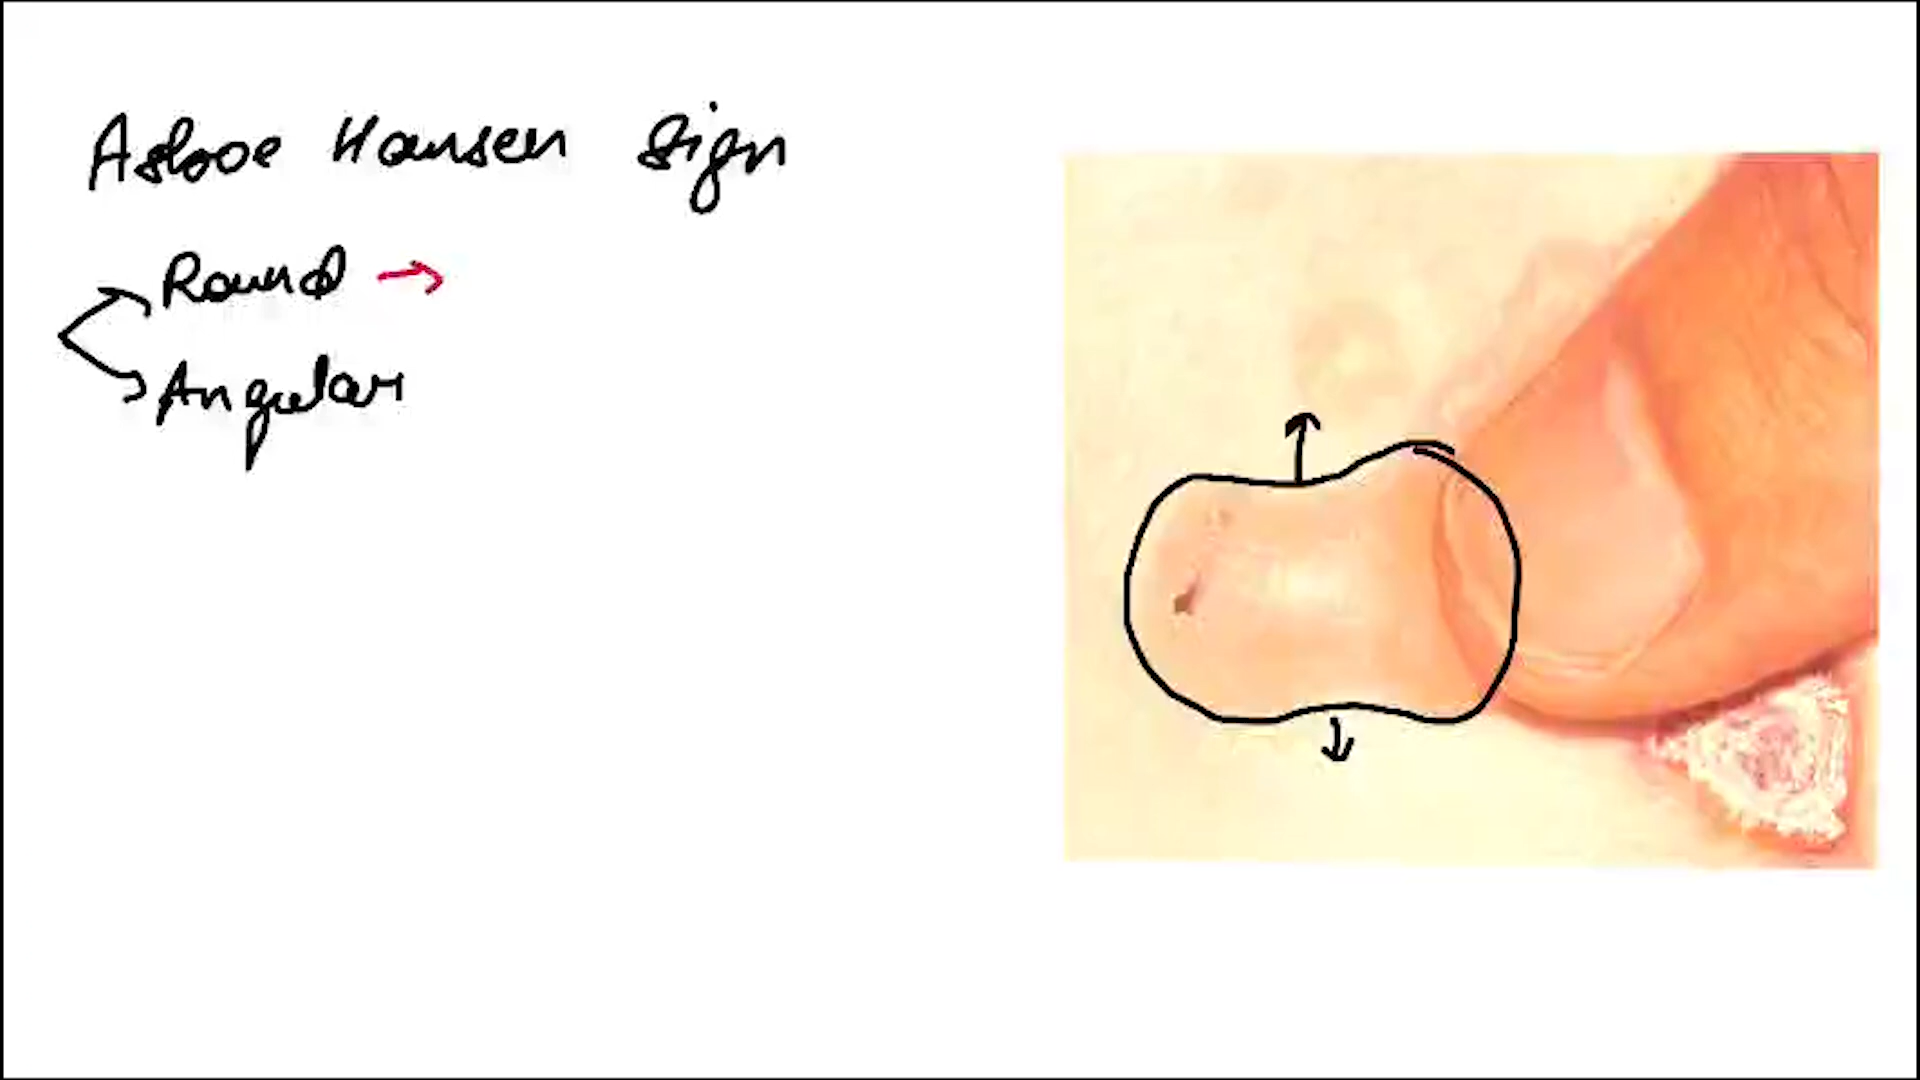 Asboe Hansen Sign
Round →
Angular